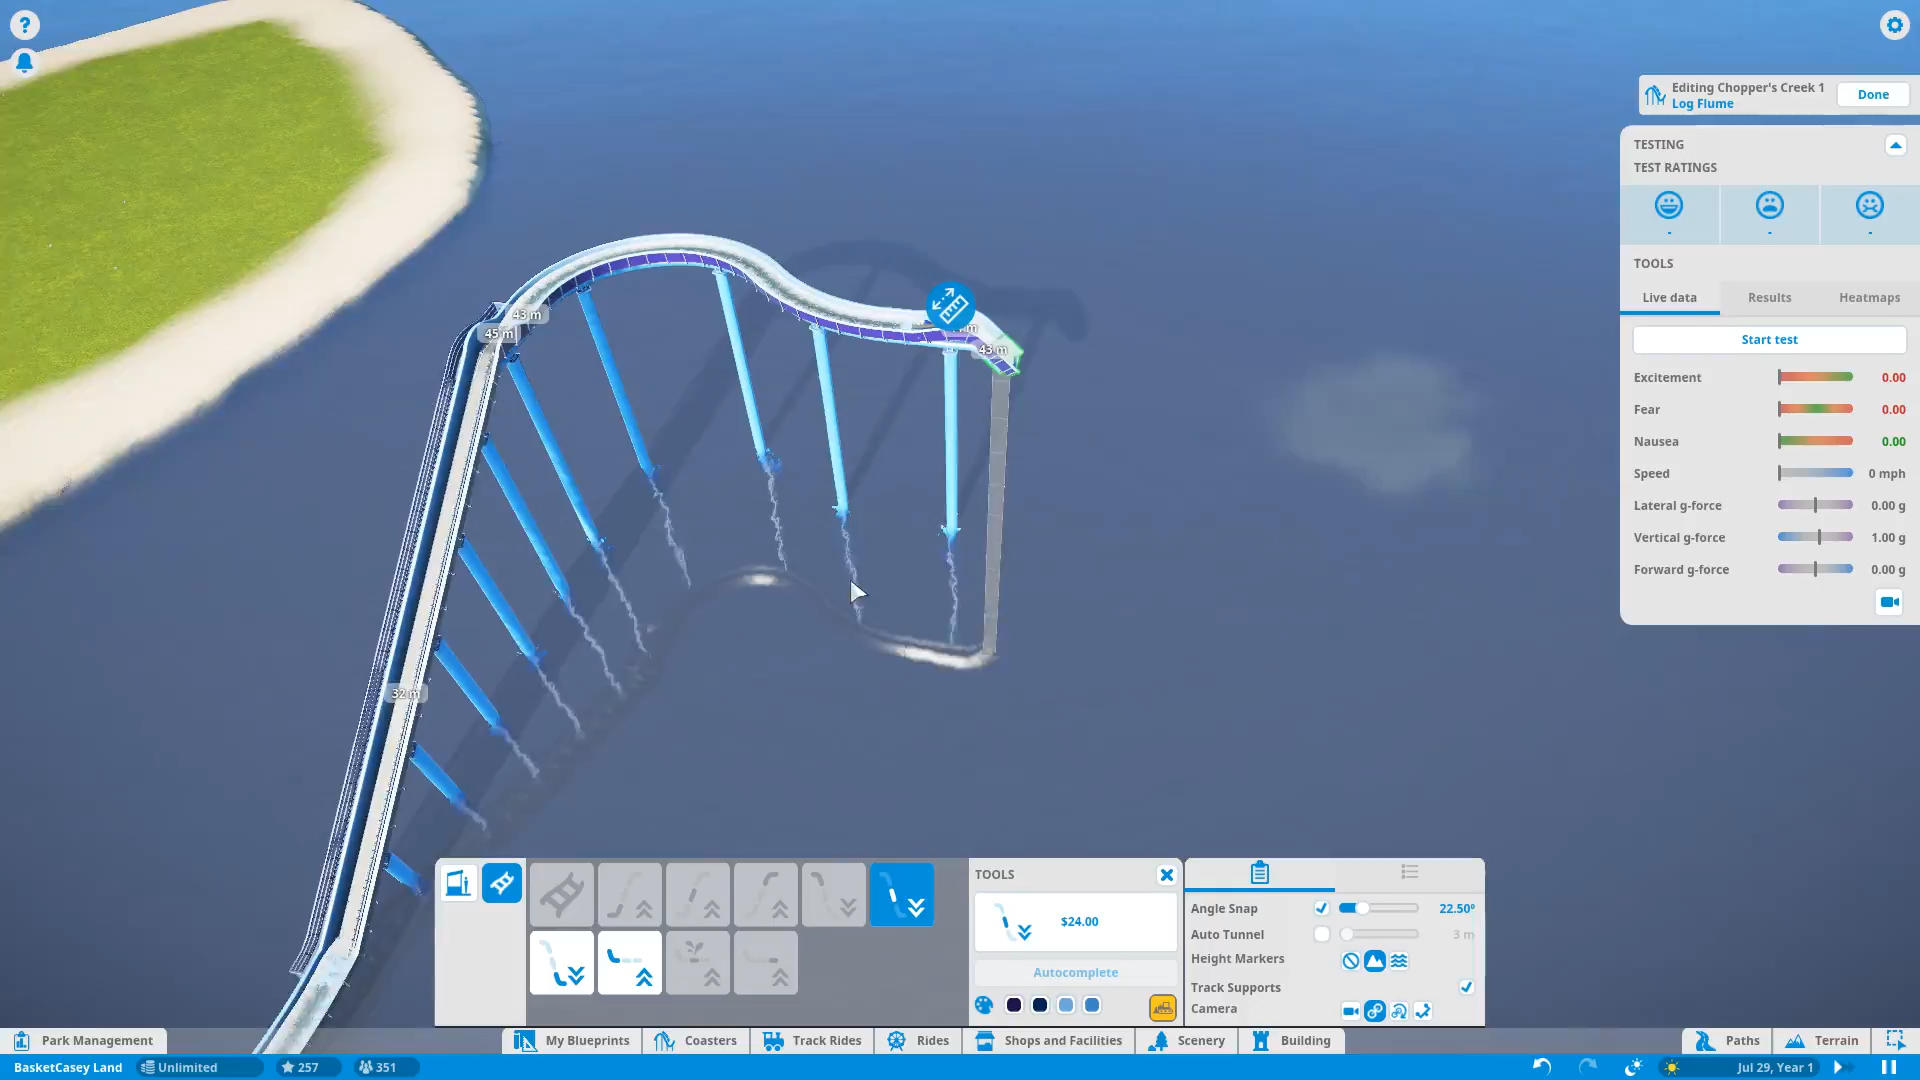 ?
Editing Chopper's Creek 1
Log Flume
Done
TESTING
TEST RATINGS
-
-
-
TOOLS
Live data
Results
Heatmaps
Start test
Excitement
0.00
Fear
0.00
Nausea
0.00
Speed
0 mph
Lateral g-force
0.00 g
Vertical g-force
1.00 g
Forward g-force
0.00 g
43 m
45 m
m
43 m
32 m
TOOLS
$24.00
Autocomplete
Angle Snap
22.50°
Auto Tunnel
3 m
Height Markers
Track Supports
Camera
Park Management
My Blueprints
Coasters
Track Rides
Rides
Shops and Facilities
Scenery
Building
Paths
Terrain
BasketCasey Land
Unlimited
257
351
Jul 29, Year 1